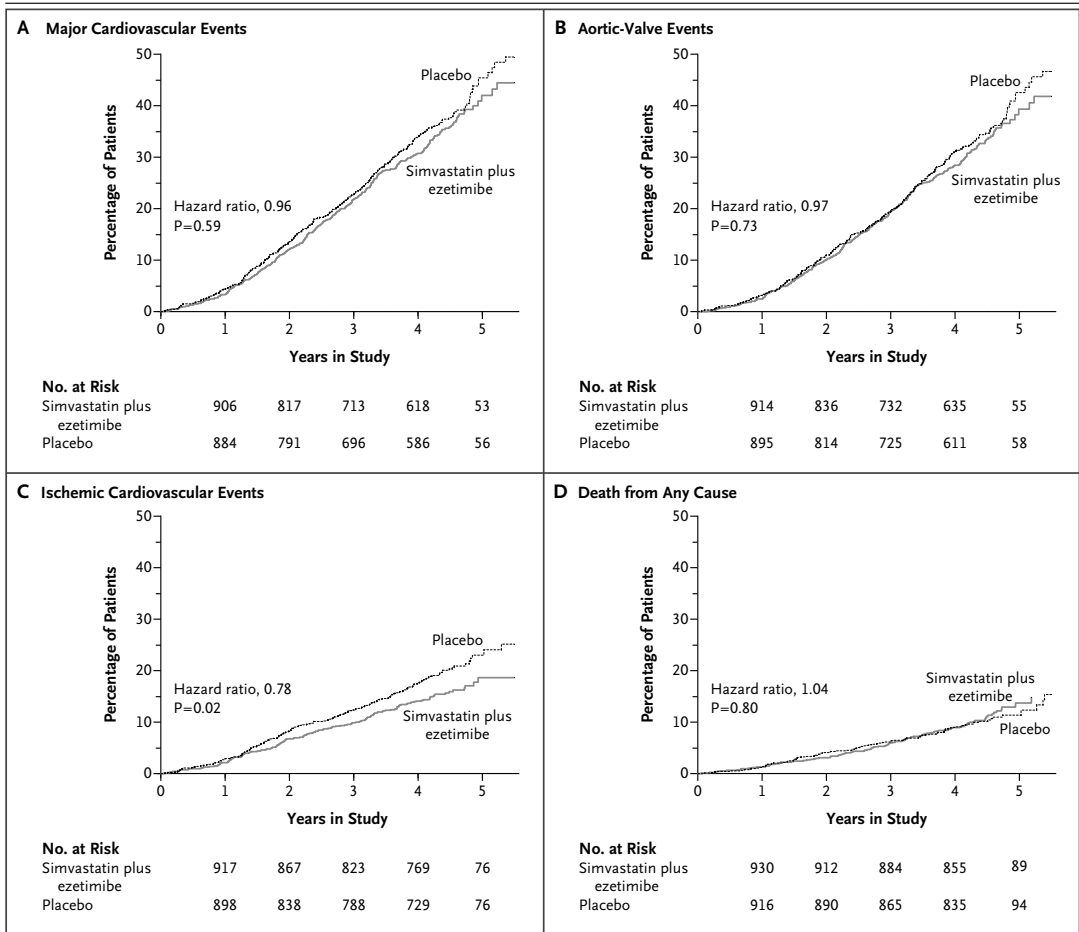 A Major Cardiovascular Events
50
40
30
20
10
0
Percentage of Patients
Placebo
Simvastatin plus
ezetimibe
Hazard ratio, 0.96
P=0.59
0 1 2 3 4 5
Years in Study
No. at Risk
Simvastatin plus
ezetimibe
906 817 713 618 53
Placebo 884 791 696 586 56
B Aortic-Valve Events
50
40
30
20
10
0
Percentage of Patients
Placebo
Simvastatin plus
ezetimibe
Hazard ratio, 0.97
P=0.73
0 1 2 3 4 5
Years in Study
No. at Risk
Simvastatin plus
ezetimibe
914 836 732 635 55
Placebo 895 814 725 611 58
C Ischemic Cardiovascular Events
50
40
30
20
10
0
Percentage of Patients
Placebo
Hazard ratio, 0.78
P=0.02
Simvastatin plus
ezetimibe
0 1 2 3 4 5
Years in Study
No. at Risk
Simvastatin plus
ezetimibe
917 867 823 769 76
Placebo 898 838 788 729 76
D Death from Any Cause
50
40
30
20
10
0
Percentage of Patients
Simvastatin plus
ezetimibe
Hazard ratio, 1.04
P=0.80
Placebo
0 1 2 3 4 5
Years in Study
No. at Risk
Simvastatin plus
ezetimibe
930 912 884 855 89
Placebo 916 890 865 835 94